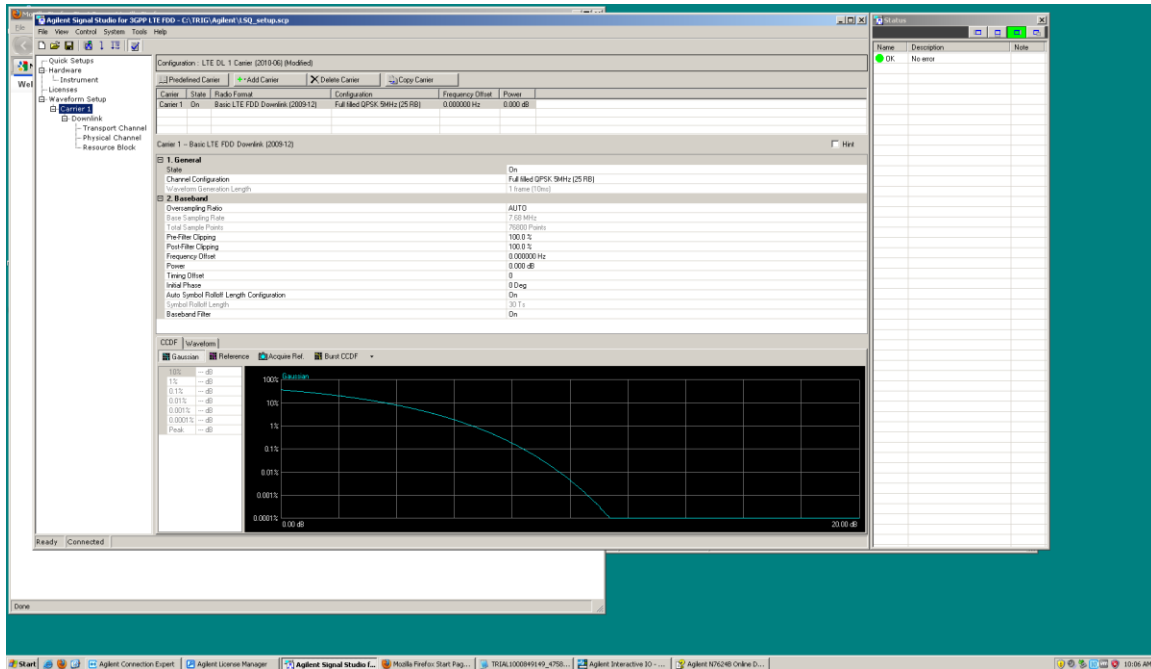 Agilent Signal Studio for 3GPP LTE FDD - C:\TRIG\Agilent\LSQ_setup.scp
File View Control System Tools Help
Quick Setups
Hardware
Instrument
Licenses
Waveform Setup
Carrier 1
Downlink
Transport Channel
Physical Channel
Resource Block
Configuration : LTE DL 1 Carrier (2010-06) (Modified)
Predefined Carrier +Add Carrier Delete Carrier Copy Carrier
Carrier State Radio Format Configuration Frequency Offset Power
Carrier 1 On Basic LTE FDD Downlink (2009-12) Full filled QPSK 5MHz (25 RB) 0.000000 Hz 0.000 dB
Carrier 1 -- Basic LTE FDD Downlink (2009-12) Hint
1. General
State On
Channel Configuration Full filled QPSK 5MHz (25 RB)
Waveform Generation Length 1 frame (10ms)
2. Baseband
Oversampling Ratio AUTO
Base Sampling Rate 7.68 MHz
Total Sample Points 76800 Points
Pre-Filter Clipping 100.0 %
Post-Filter Clipping 100.0 %
Frequency Offset 0.000000 Hz
Power 0.000 dB
Timing Offset 0
Initial Phase 0 Deg
Auto Symbol Rolloff Length Configuration On
Symbol Rolloff Length 30 Ts
Baseband Filter On
CCDF Waveform
Gaussian Reference Acquire Ref. Burst CCDF
10% -- dB
1% -- dB
0.1% -- dB
0.01% -- dB
0.001% -- dB
0.0001% -- dB
Peak -- dB
Gaussian
100%
10%
1%
0.1%
0.01%
0.001%
0.0001%
0.00 dB 20.00 dB
Ready Connected
Status
Name Description Note
OK No error
File
Wel
Done
Start Agilent Connection Expert Agilent License Manager Agilent Signal Studio f... Mozilla Firefox Start Pag... TRIAL1000849149_4758... Agilent Interactive IO - ... Agilent N7624B Online D... 10:06 AM